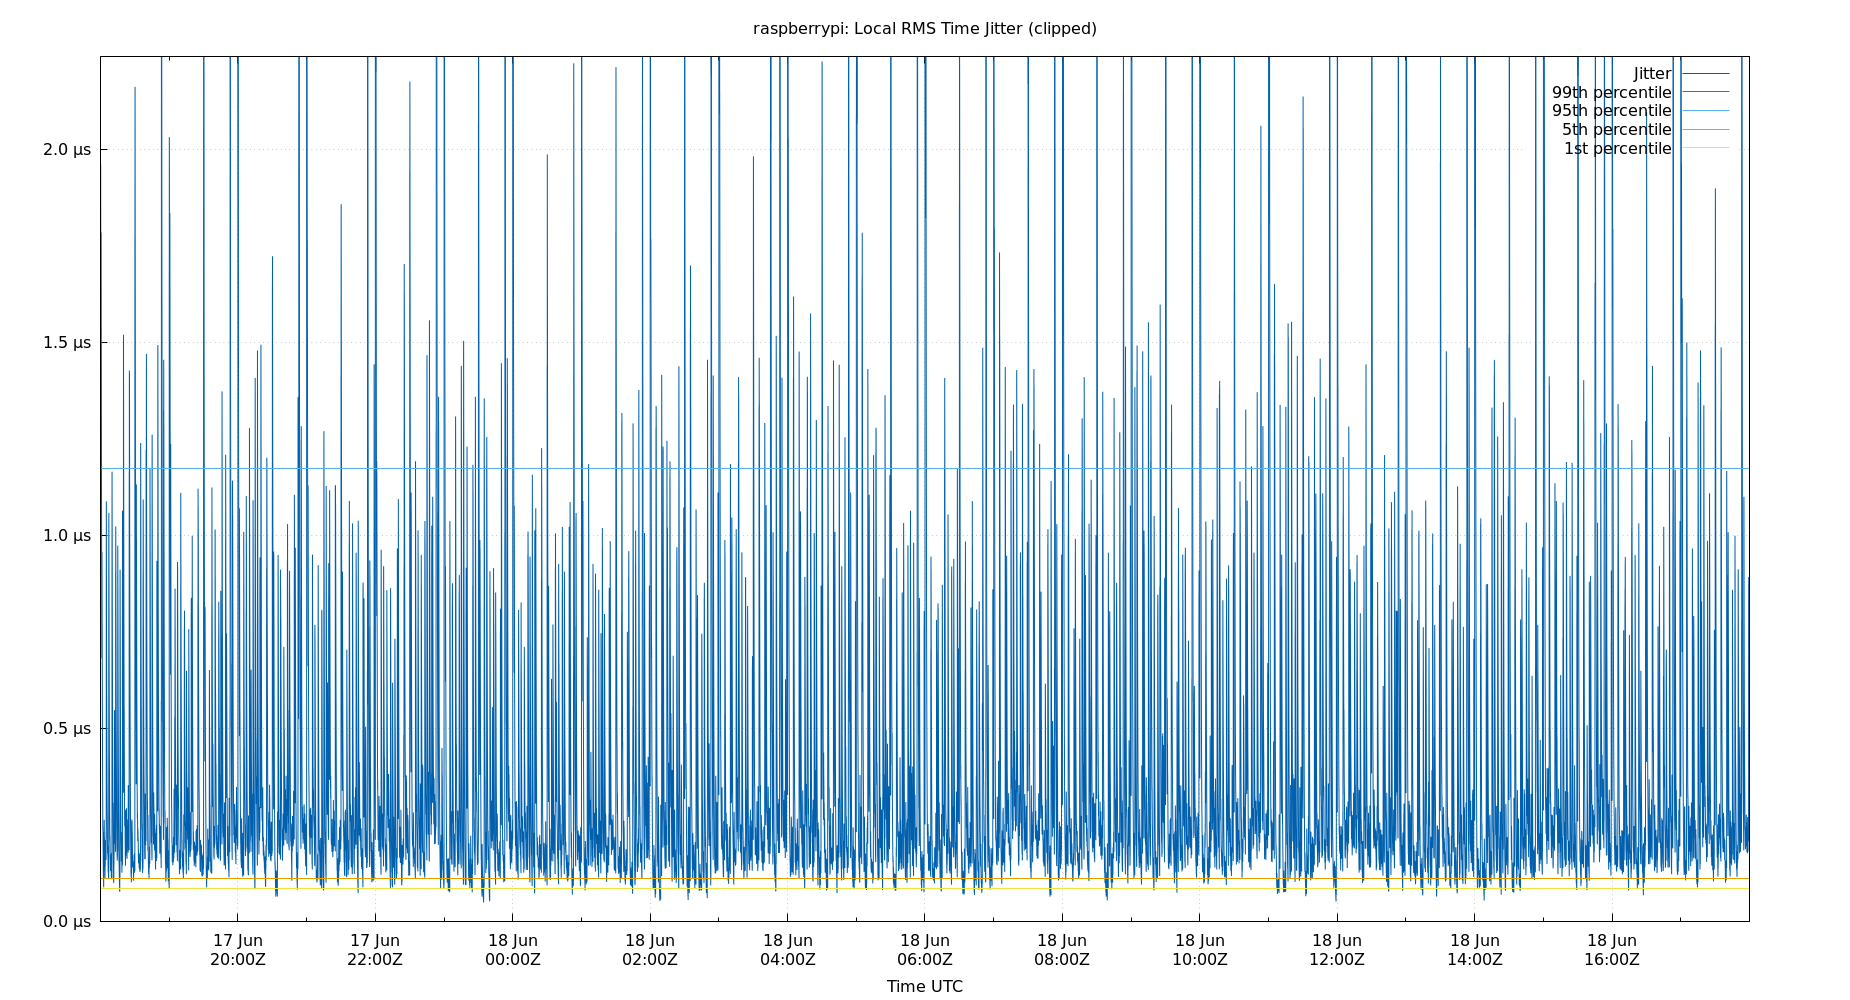 raspberrypi: Local RMS Time Jitter (clipped)
Jitter
99th percentile
95th percentile
5th percentile
1st percentile
2.0 µs
1.5 µs
1.0 µs
0.5 µs
0.0 µs
17 Jun 17 Jun 18 Jun 18 Jun 18 Jun 18 Jun 18 Jun 18 Jun 18 Jun 18 Jun 18 Jun
20:00Z 22:00Z 00:00Z 02:00Z 04:00Z 06:00Z 08:00Z 10:00Z 12:00Z 14:00Z 16:00Z
Time UTC